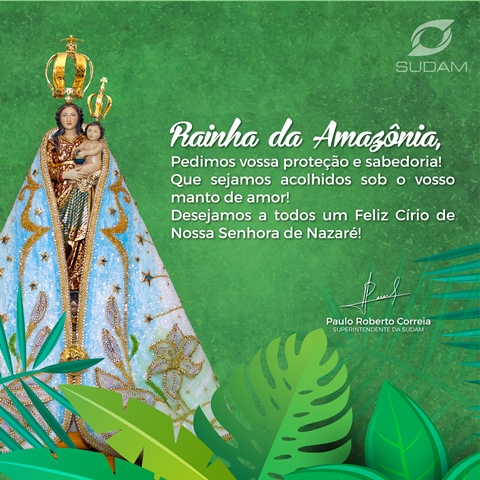 SUDAM
Rainha da Amazônia,
Pedimos vossa proteção e sabedoria!
Que sejamos acolhidos sob o vosso
manto de amor!
Desejamos a todos um Feliz Círio de
Nossa Senhora de Nazaré!
Paulo Roberto Correia
SUPERINTENDENTE DA SUDAM